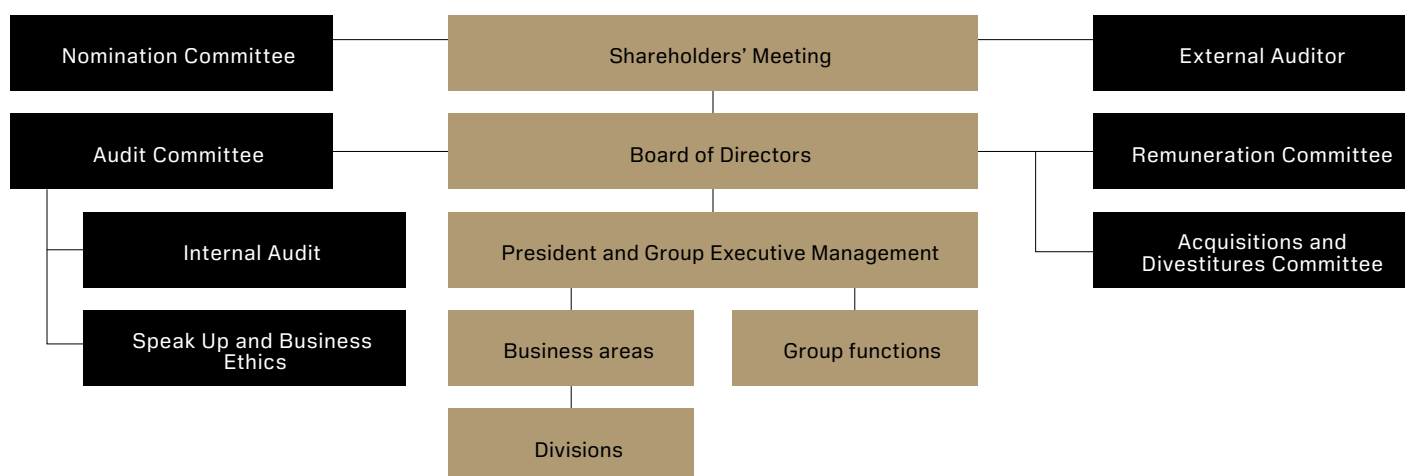 Nomination Committee
Shareholders’ Meeting
External Auditor
Audit Committee
Board of Directors
Remuneration Committee
Internal Audit
President and Group Executive Management
Acquisitions and
Divestitures Committee
Speak Up and Business
Ethics
Business areas
Group functions
Divisions